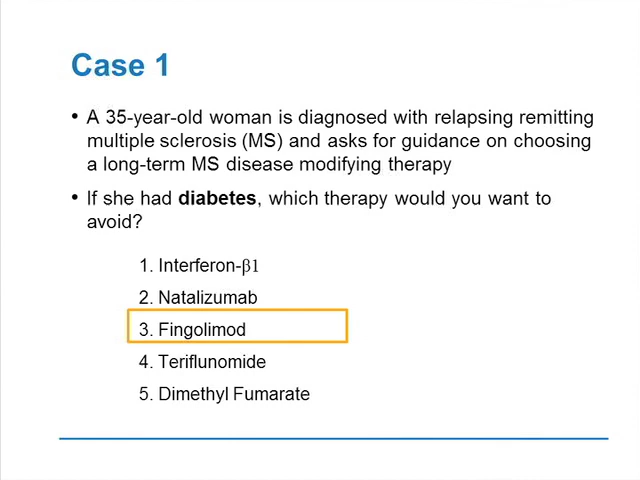 Case 1
• A 35-year-old woman is diagnosed with relapsing remitting
multiple sclerosis (MS) and asks for guidance on choosing
a long-term MS disease modifying therapy
• If she had diabetes, which therapy would you want to
avoid?
1. Interferon-β1
2. Natalizumab
3. Fingolimod
4. Teriflunomide
5. Dimethyl Fumarate